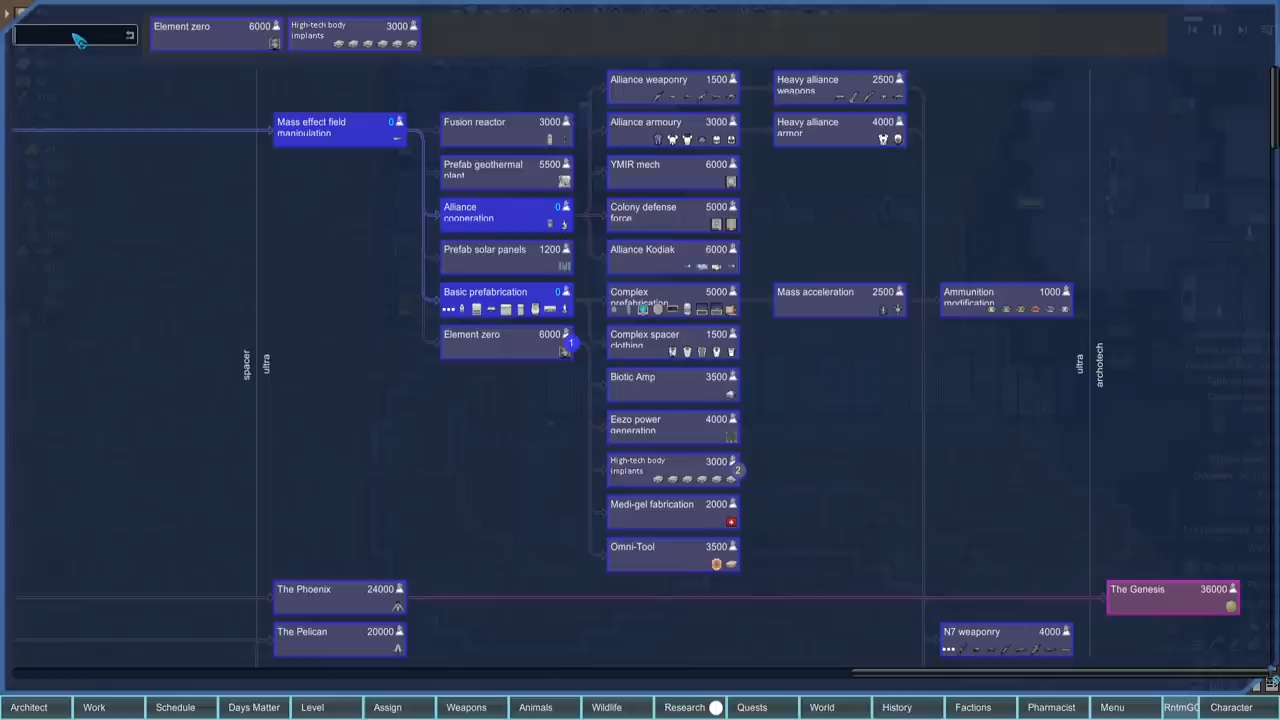 Element zero 6000
High-tech body implants 3000
Alliance weaponry 1500
Heavy alliance weapons 2500
Mass effect field manipulation 0
Fusion reactor 3000
Alliance armoury 3000
Heavy alliance armor 4000
Prefab geothermal plant 5500
YMIR mech 6000
Alliance cooperation 0
Colony defense force 5000
Prefab solar panels 1200
Alliance Kodiak 6000
Basic prefabrication 0
Complex prefabrication 5000
Mass acceleration 2500
Ammunition modification 1000
Element zero 6000
1
Complex spacer clothing 1500
spacer
ultra
ultra
archotech
Biotic Amp 3500
Eezo power generation 4000
High-tech body implants 3000
2
Medi-gel fabrication 2000
Omni-Tool 3500
The Phoenix 24000
The Genesis 36000
The Pelican 20000
N7 weaponry 4000
Architect Work Schedule Days Matter Level Assign Weapons Animals Wildlife Research Quests World History Factions Pharmacist Menu RntmGC Character